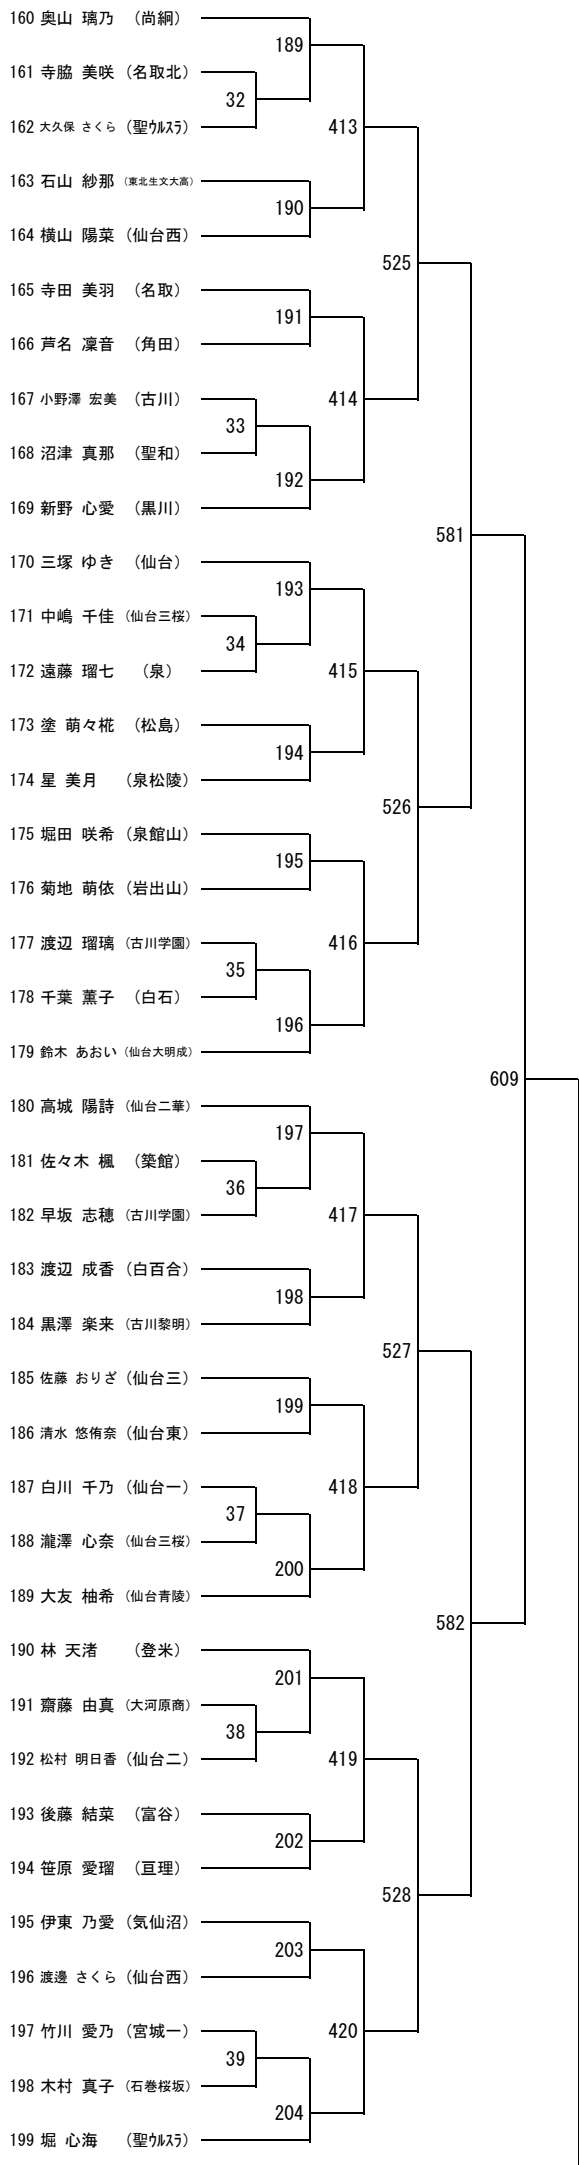 160 奥山 璃乃 (尚絅)
189
161 寺脇 美咲 (名取北)
32
162 大久保 さくら (聖ｳﾙｽﾗ)
413
163 石山 紗那 (東北生文大高)
190
164 横山 陽菜 (仙台西)
525
165 寺田 美羽 (名取)
191
166 芦名 凜音 (角田)
167 小野澤 宏美 (古川)
414
33
168 沼津 真那 (聖和)
192
169 新野 心愛 (黒川)
581
170 三塚 ゆき (仙台)
193
171 中嶋 千佳 (仙台三桜)
34
172 遠藤 瑠七 (泉)
415
173 塗 萌々椛 (松島)
194
174 星 美月 (泉松陵)
526
175 堀田 咲希 (泉館山)
195
176 菊地 萌依 (岩出山)
177 渡辺 瑠璃 (古川学園)
416
35
178 千葉 薫子 (白石)
196
179 鈴木 あおい (仙台大明成)
609
180 高城 陽詩 (仙台二華)
197
181 佐々木 楓 (築館)
36
182 早坂 志穂 (古川学園)
417
183 渡辺 成香 (白百合)
198
184 黒澤 楽来 (古川黎明)
527
185 佐藤 おりざ (仙台三)
199
186 清水 悠侑奈 (仙台東)
187 白川 千乃 (仙台一)
418
37
188 瀧澤 心奈 (仙台三桜)
200
189 大友 柚希 (仙台青陵)
582
190 林 天渚 (登米)
201
191 齋藤 由真 (大河原商)
38
192 松村 明日香 (仙台二)
419
193 後藤 結菜 (富谷)
202
194 笹原 愛瑠 (亘理)
528
195 伊東 乃愛 (気仙沼)
203
196 渡邊 さくら (仙台西)
197 竹川 愛乃 (宮城一)
420
39
198 木村 真子 (石巻桜坂)
204
199 堀 心海 (聖ｳﾙｽﾗ)